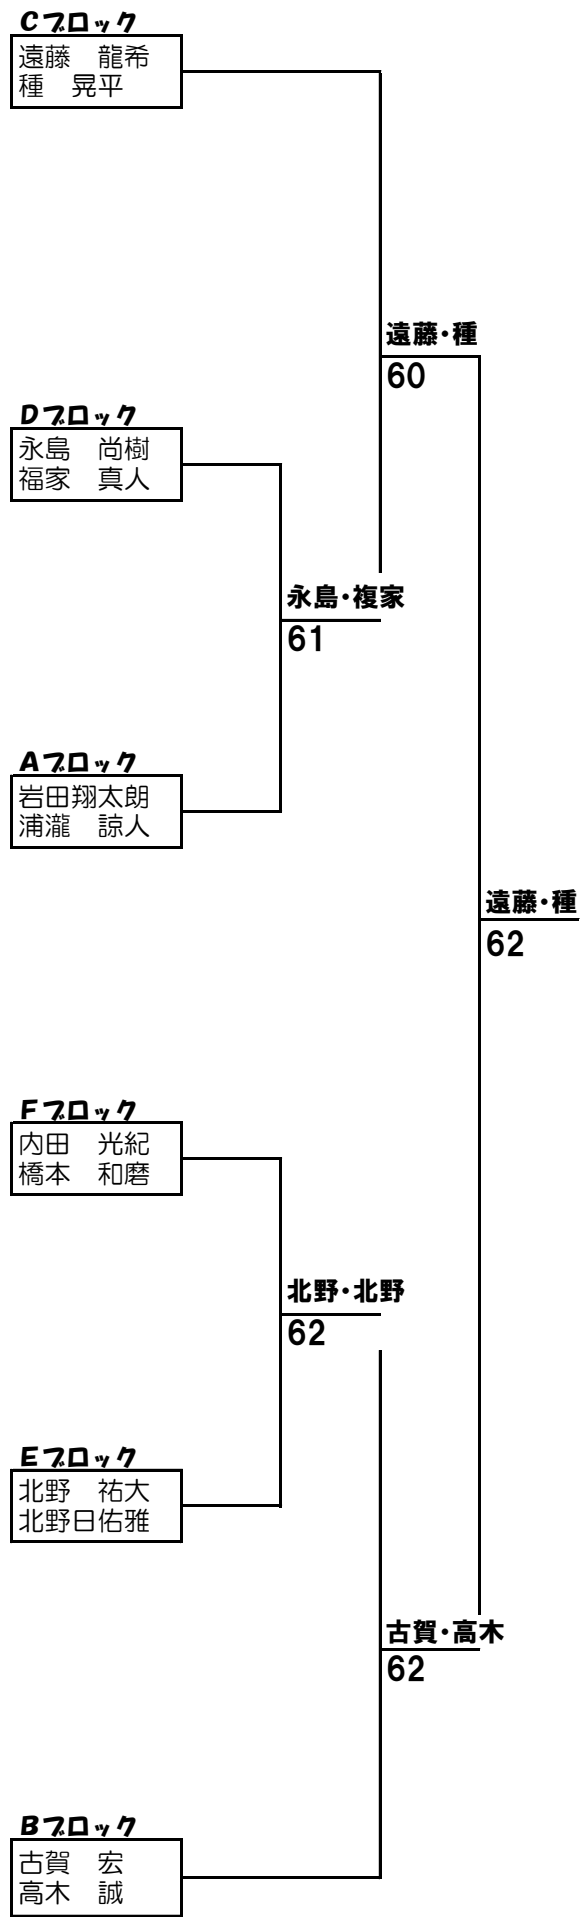 Cブロック
遠藤　龍希
種　晃平
遠藤・種
60
Dブロック
永島　尚樹
福家　真人
永島・複家
61
Aブロック
岩田翔太朗
浦瀧　諒人
遠藤・種
62
Fブロック
内田　光紀
橋本　和磨
北野・北野
62
Eブロック
北野　祐大
北野日佑雅
古賀・高木
62
Bブロック
古賀　宏
高木　誠